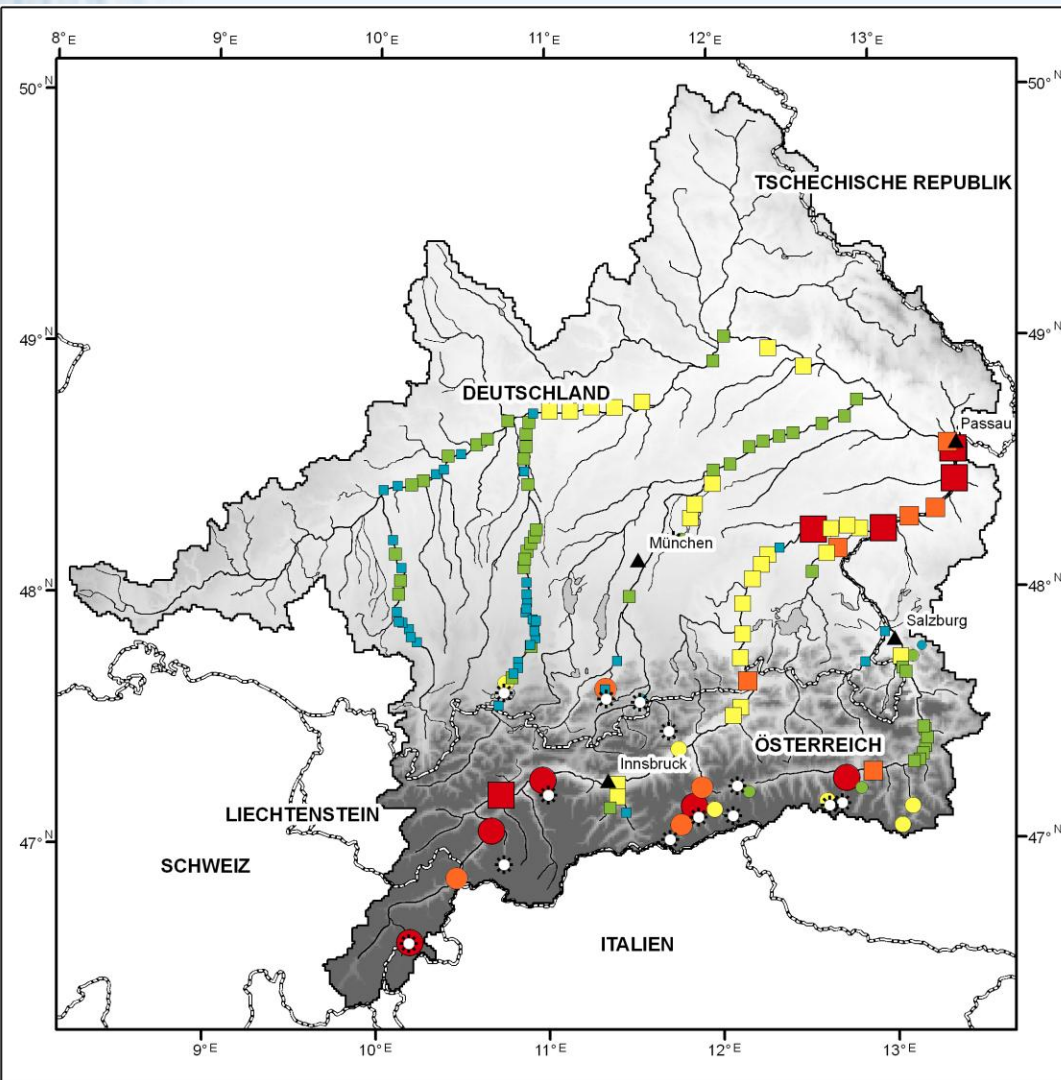 8° E 9° E 10° E 11° E 12° E 13° E
50° N 50° N
TSCHECHISCHE REPUBLIK
49° N 49° N
DEUTSCHLAND
Passau
München
48° N 48° N
Salzburg
ÖSTERREICH
Innsbruck
LIECHTENSTEIN
47° N 47° N
SCHWEIZ
ITALIEN
9° E 10° E 11° E 12° E 13° E